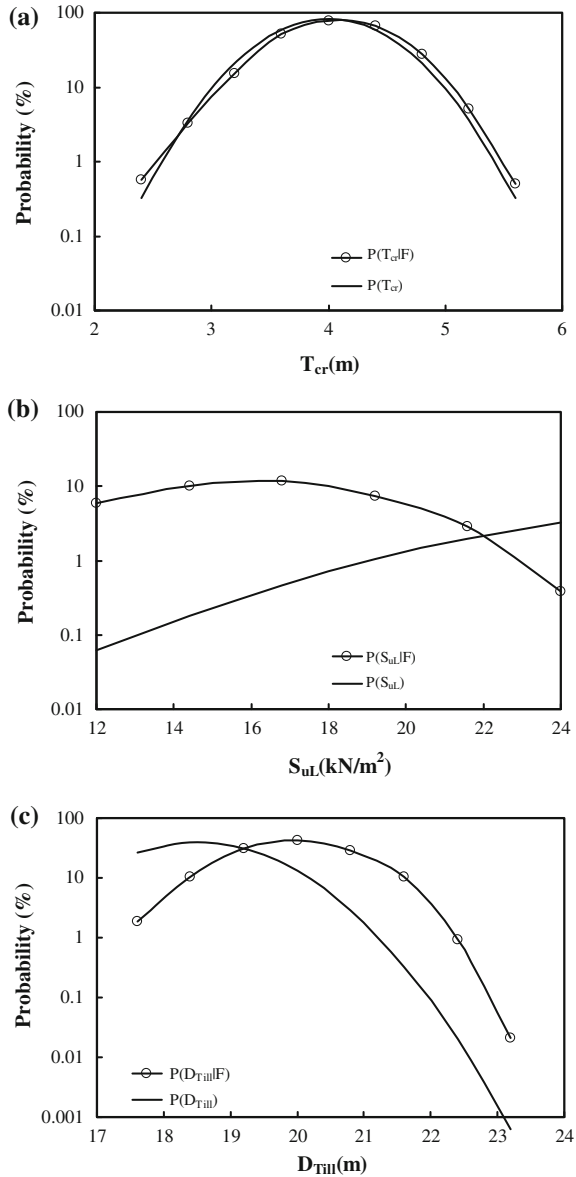 (a)
100
10
1
0.1
0.01
Probability (%)
P(Tcr|F)
P(Tcr)
2 3 4 5 6
Tcr(m)
(b)
100
10
1
0.1
0.01
Probability (%)
P(SuL|F)
P(SuL)
12 14 16 18 20 22 24
SuL(kN/m²)
(c)
100
10
1
0.1
0.01
0.001
Probability (%)
P(DTill|F)
P(DTill)
17 18 19 20 21 22 23 24
DTill(m)